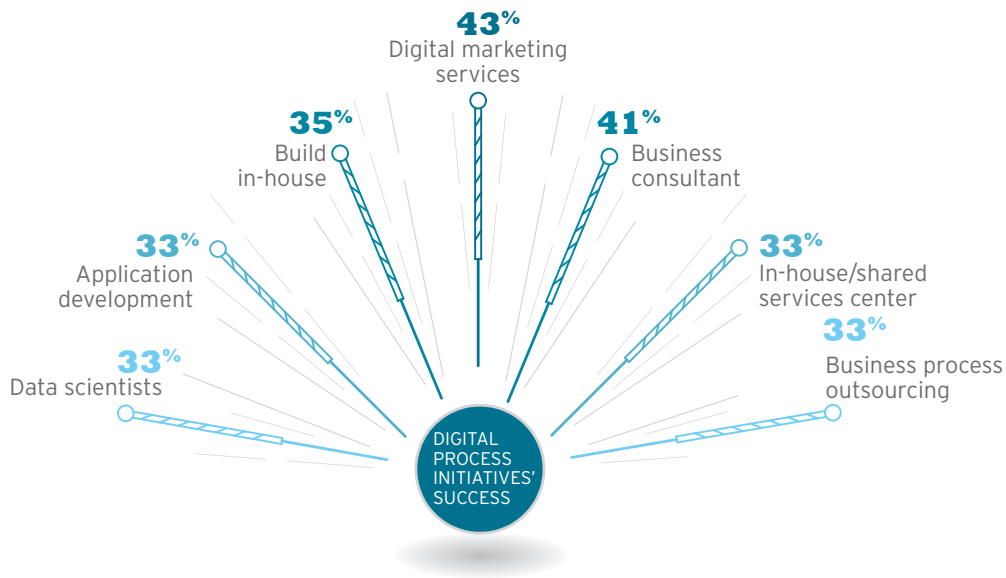 43%
Digital marketing
services
35%
Build
in-house
41%
Business
consultant
33%
Application
development
33%
In-house/shared
services center
33%
Data scientists
33%
Business process
outsourcing
DIGITAL
PROCESS
INITIATIVES'
SUCCESS